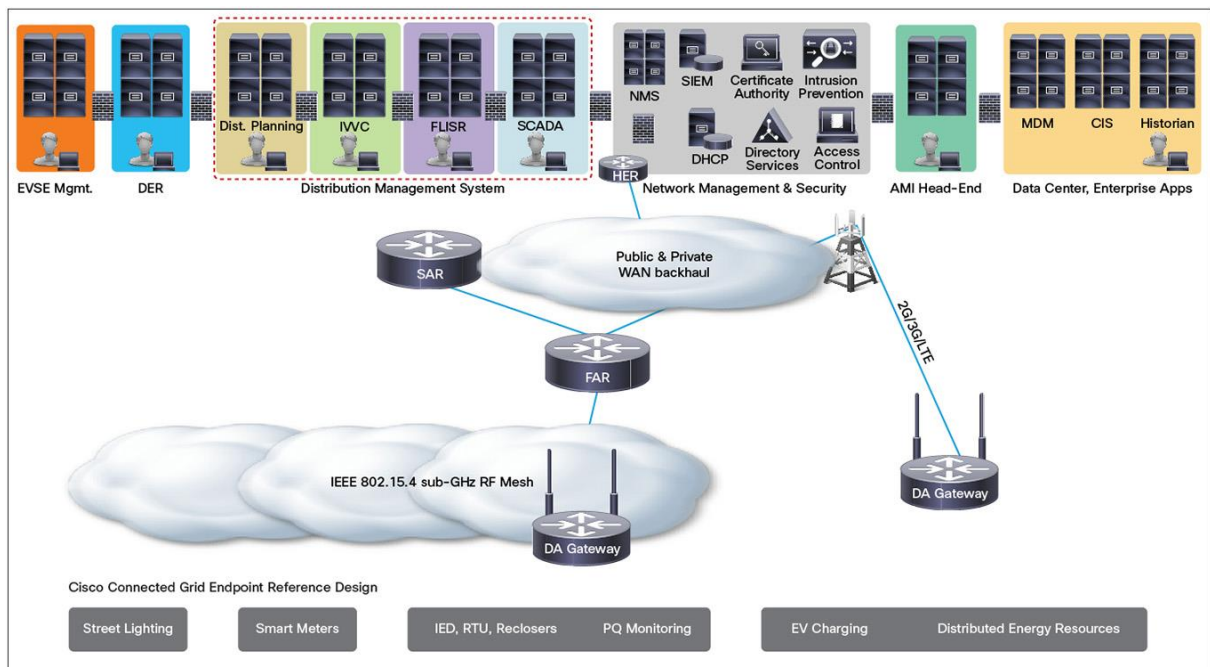 NMS
SIEM
Certificate
Authority
Intrusion
Prevention
Dist. Planning
IVVC
FLISR
SCADA
MDM
CIS
Historian
DHCP
Directory
Services
Access
Control
HER
EVSE Mgmt.
DER
Distribution Management System
Network Management & Security
AMI Head-End
Data Center, Enterprise Apps
Public & Private
WAN backhaul
SAR
2G/3G/LTE
FAR
IEEE 802.15.4 sub-GHz RF Mesh
DA Gateway
DA Gateway
Cisco Connected Grid Endpoint Reference Design
Street Lighting
Smart Meters
IED, RTU, Reclosers
PQ Monitoring
EV Charging
Distributed Energy Resources